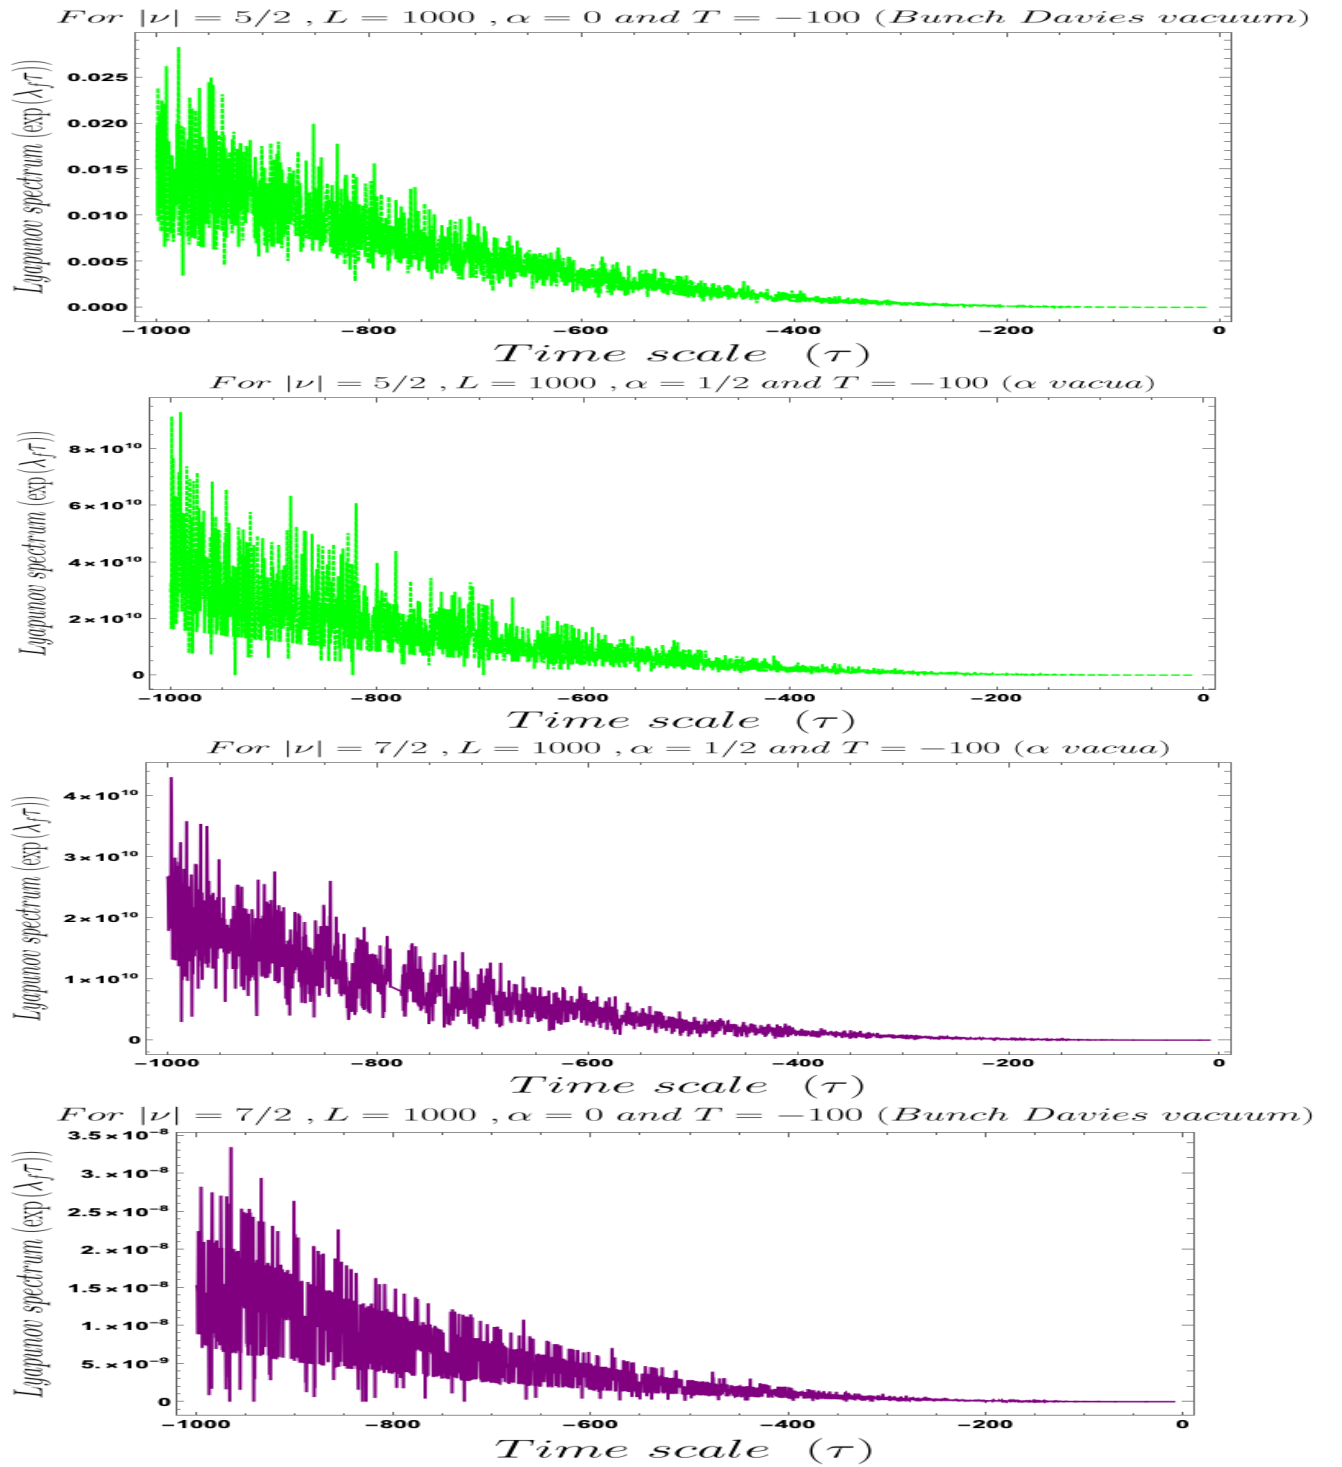 For |ν| = 5/2 , L = 1000 , α = 0 and T = −100 (Bunch Davies vacuum)
Lyapunov spectrum (exp(λ_f τ))
0.025
0.020
0.015
0.010
0.005
0.000
−1000 −800 −600 −400 −200 0
Time scale (τ)
For |ν| = 5/2 , L = 1000 , α = 1/2 and T = −100 (α vacua)
Lyapunov spectrum (exp(λ_f τ))
8×10¹⁰
6×10¹⁰
4×10¹⁰
2×10¹⁰
0
−1000 −800 −600 −400 −200 0
Time scale (τ)
For |ν| = 7/2 , L = 1000 , α = 1/2 and T = −100 (α vacua)
Lyapunov spectrum (exp(λ_f τ))
4×10¹⁰
3×10¹⁰
2×10¹⁰
1×10¹⁰
0
−1000 −800 −600 −400 −200 0
Time scale (τ)
For |ν| = 7/2 , L = 1000 , α = 0 and T = −100 (Bunch Davies vacuum)
Lyapunov spectrum (exp(λ_f τ))
3.5×10⁻⁸
3.×10⁻⁸
2.5×10⁻⁸
2.×10⁻⁸
1.5×10⁻⁸
1.×10⁻⁸
5.×10⁻⁹
0
−1000 −800 −600 −400 −200 0
Time scale (τ)